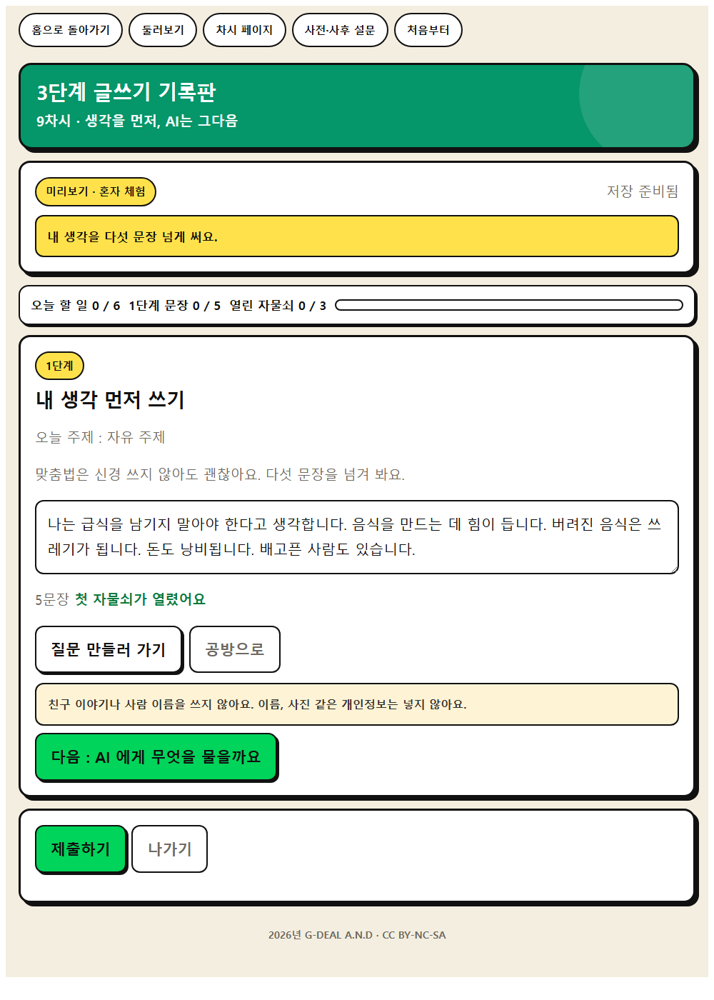 홈으로 돌아가기 둘러보기 차시 페이지 사전·사후 설문 처음부터
3단계 글쓰기 기록판
9차시 · 생각을 먼저, AI는 그다음
미리보기 · 혼자 체험 저장 준비됨
내 생각을 다섯 문장 넘게 써요.
오늘 할 일 0 / 6 1단계 문장 0 / 5 열린 자물쇠 0 / 3
1단계
내 생각 먼저 쓰기
오늘 주제 : 자유 주제
맞춤법은 신경 쓰지 않아도 괜찮아요. 다섯 문장을 넘겨 봐요.
나는 급식을 남기지 말아야 한다고 생각합니다. 음식을 만드는 데 힘이 듭니다. 버려진 음식은 쓰
레기가 됩니다. 돈도 낭비됩니다. 배고픈 사람도 있습니다.
5문장 첫 자물쇠가 열렸어요
질문 만들러 가기 공방으로
친구 이야기나 사람 이름을 쓰지 않아요. 이름, 사진 같은 개인정보는 넣지 않아요.
다음 : AI 에게 무엇을 물을까요
제출하기 나가기
2026년 G-DEAL A.N.D · CC BY-NC-SA